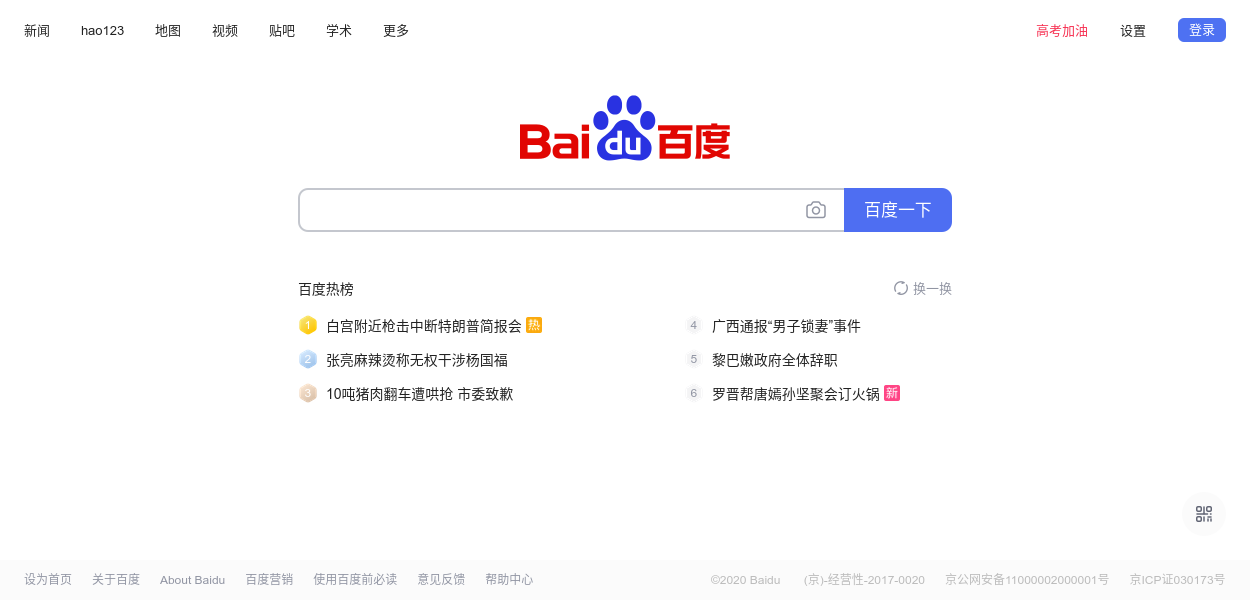 新闻 hao123 地图 视频 贴吧 学术 更多 高考加油 设置 登录
Bai du 百度
百度一下
百度热榜 换一换
1 白宫附近枪击中断特朗普简报会 热
2 张亮麻辣烫称无权干涉杨国福
3 10吨猪肉翻车遭哄抢 市委致歉
4 广西通报“男子锁妻”事件
5 黎巴嫩政府全体辞职
6 罗晋帮唐嫣孙坚聚会订火锅 新
设为首页 关于百度 About Baidu 百度营销 使用百度前必读 意见反馈 帮助中心 ©2020 Baidu (京)-经营性-2017-0020 京公网安备11000002000001号 京ICP证030173号